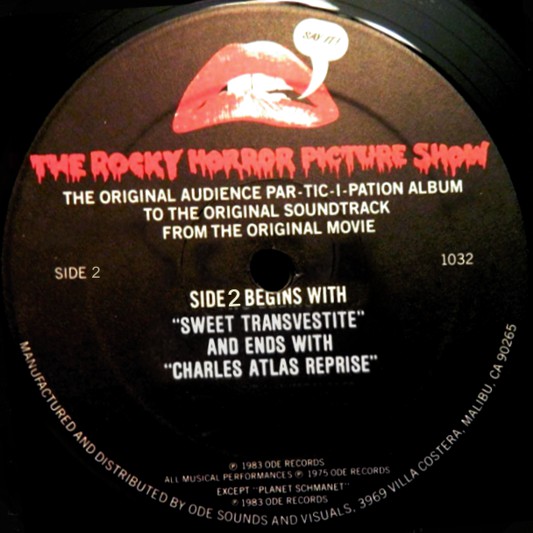 SAY IT!
THE ROCKY HORROR PICTURE SHOW
THE ORIGINAL AUDIENCE PAR-TIC-I-PATION ALBUM
TO THE ORIGINAL SOUNDTRACK
FROM THE ORIGINAL MOVIE
SIDE 2
1032
SIDE 2 BEGINS WITH
"SWEET TRANSVESTITE"
AND ENDS WITH
"CHARLES ATLAS REPRISE"
℗ 1983 ODE RECORDS
ALL MUSICAL PERFORMANCES ℗ 1975 ODE RECORDS
EXCEPT "PLANET SCHMANET"
℗ 1983 ODE RECORDS
MANUFACTURED AND DISTRIBUTED BY ODE SOUNDS AND VISUALS, 3969 VILLA COSTERA, MALIBU, CA 90265